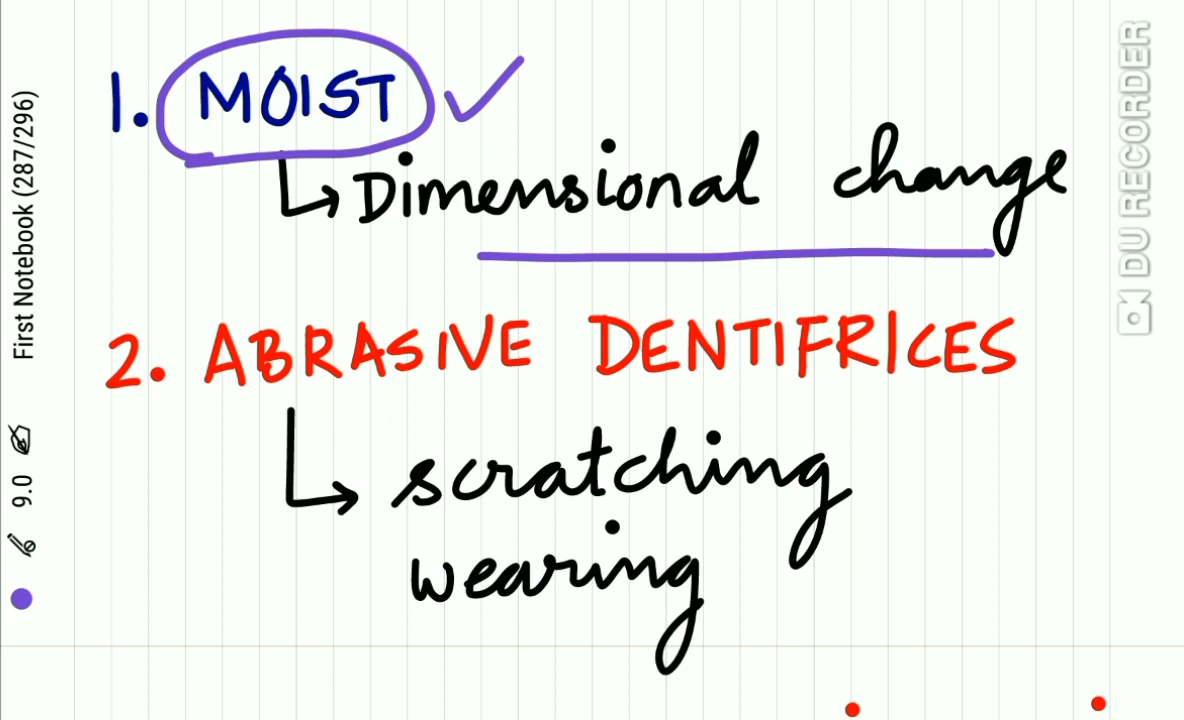 1. MOIST
Dimensional change
2. ABRASIVE DENTIFRICES
scratching
wearing
First Notebook (287/296)
9.0
DU RECORDER